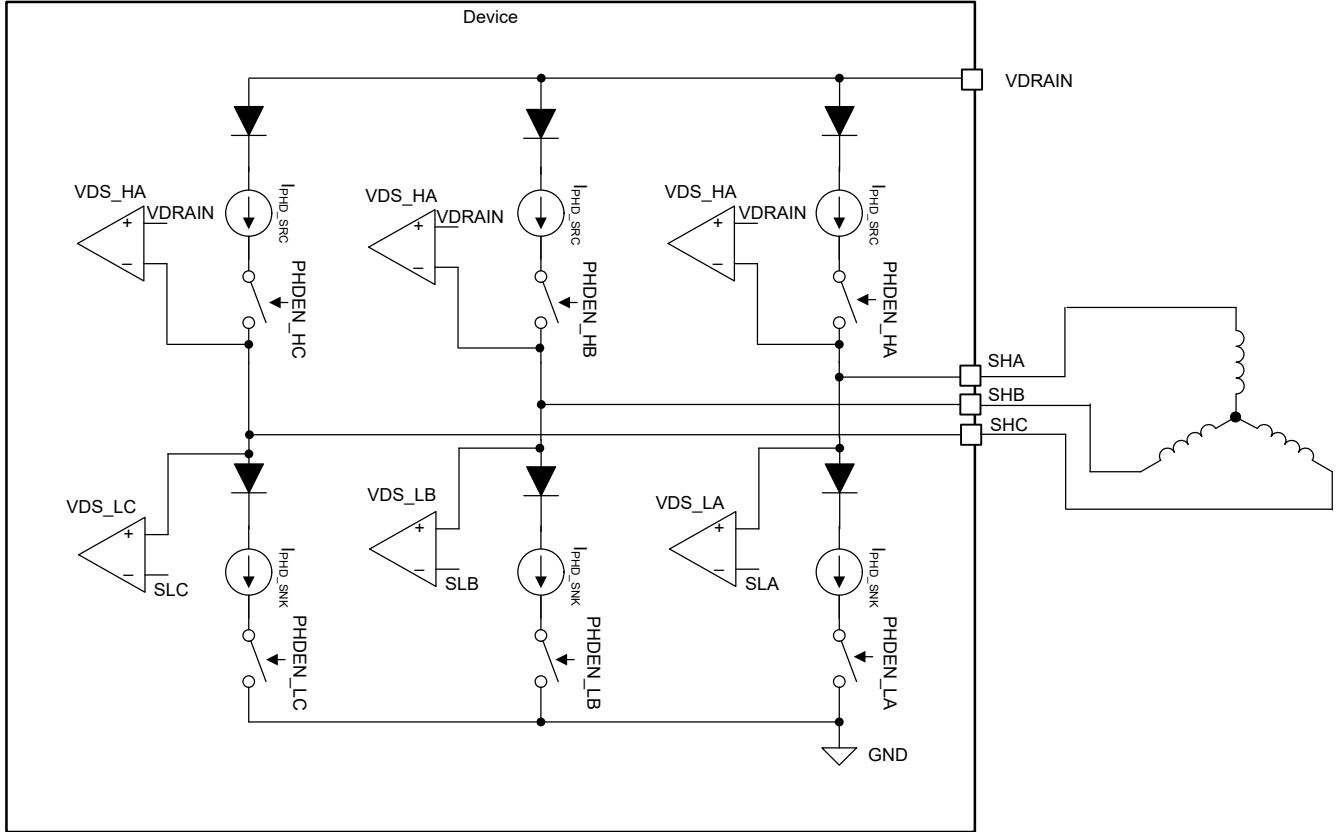 Device
VDRAIN
VDS_HA
VDRAIN
+
−
IPHD_SRC
PHDEN_HC
VDS_HA
VDRAIN
+
−
IPHD_SRC
PHDEN_HB
VDS_HA
VDRAIN
+
−
IPHD_SRC
PHDEN_HA
SHA
SHB
SHC
VDS_LC
+
−
SLC
IPHD_SNK
PHDEN_LC
VDS_LB
+
−
SLB
IPHD_SNK
PHDEN_LB
VDS_LA
+
−
SLA
IPHD_SNK
PHDEN_LA
GND